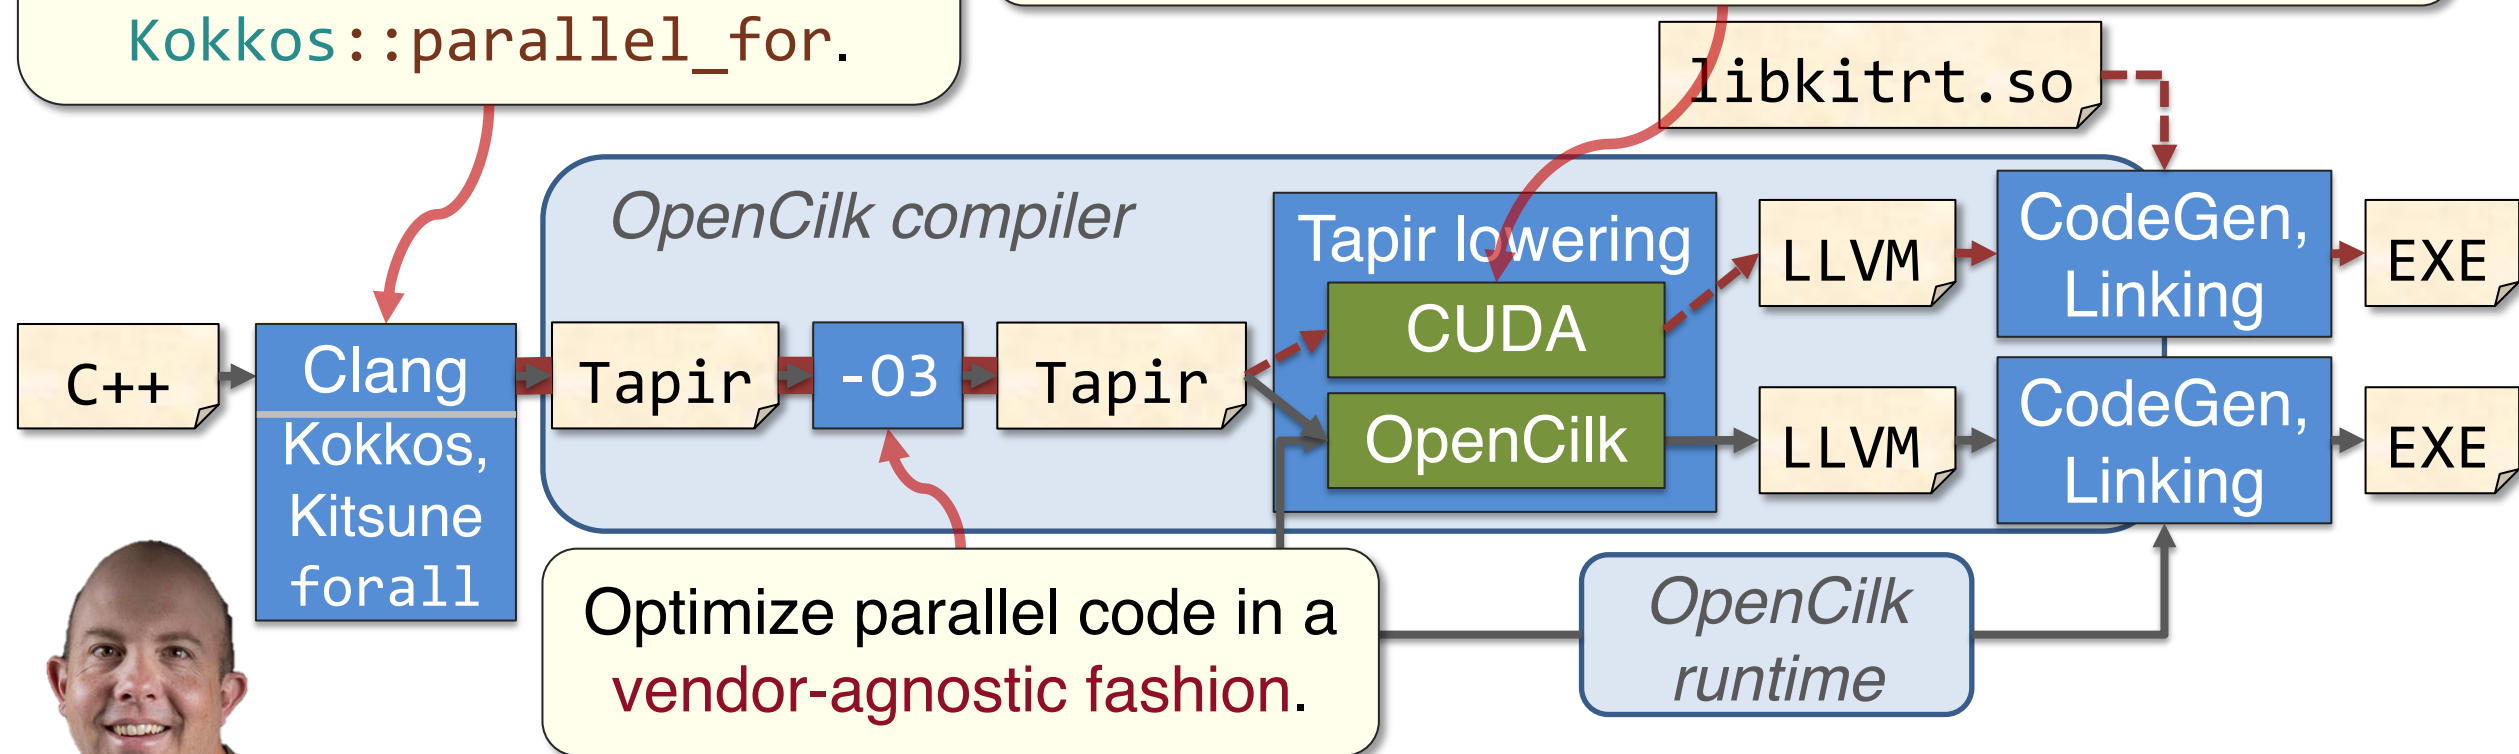 Kokkos::parallel_for.
libkitrt.so
OpenCilk compiler
C++
Clang
Kokkos,
Kitsune
forall
Tapir
-O3
Tapir
Tapir lowering
CUDA
OpenCilk
LLVM
CodeGen,
Linking
EXE
LLVM
CodeGen,
Linking
EXE
Optimize parallel code in a
vendor-agnostic fashion.
OpenCilk
runtime